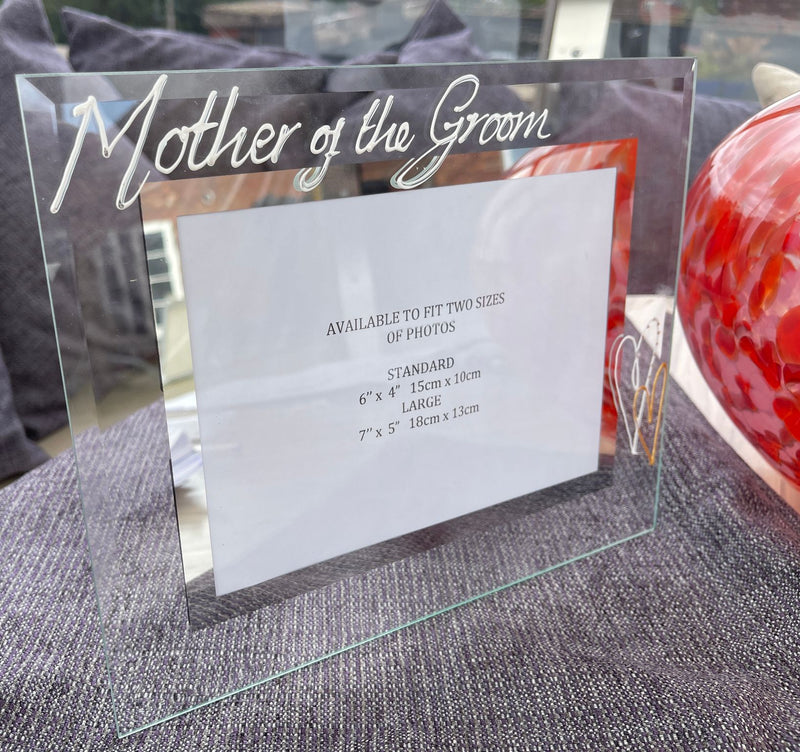 Mother of the Groom
AVAILABLE TO FIT TWO SIZES
OF PHOTOS
STANDARD
6" x 4" 15cm x 10cm
LARGE
7" x 5" 18cm x 13cm